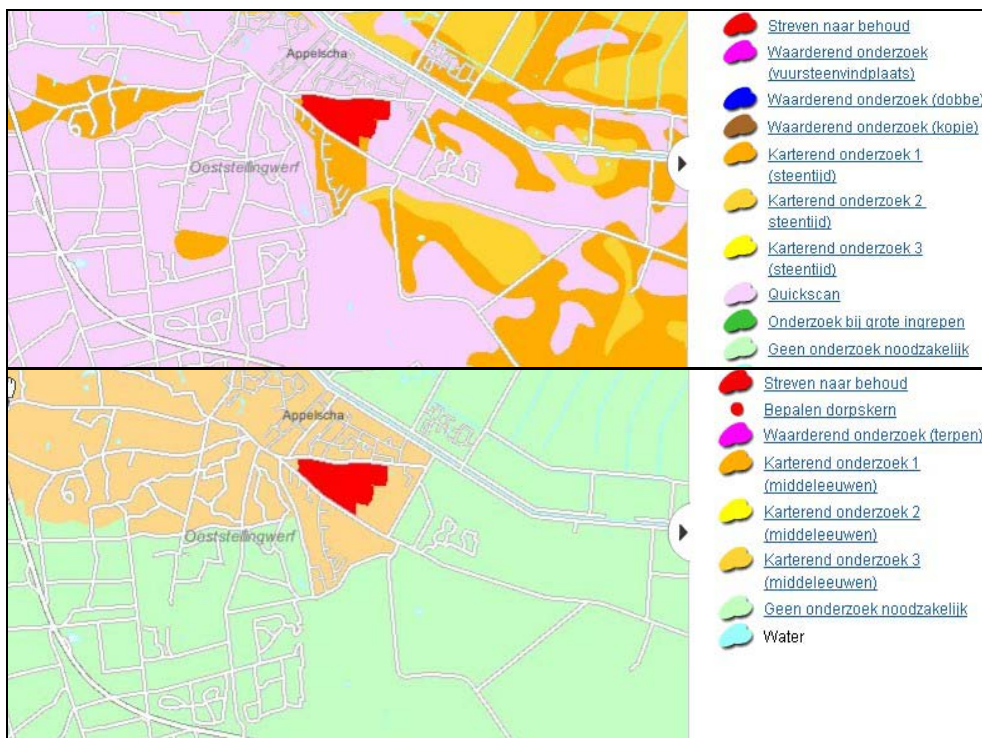 Appelscha
Ooststellingwerf
Streven naar behoud
Waarderend onderzoek
(vuursteenvindplaats)
Waarderend onderzoek (dobbe)
Waarderend onderzoek (kopje)
Karterend onderzoek 1
(steentijd)
Karterend onderzoek 2
steentijd)
Karterend onderzoek 3
(steentijd)
Quickscan
Onderzoek bij grote ingrepen
Geen onderzoek noodzakelijk
Appelscha
Ooststellingwerf
Streven naar behoud
Bepalen dorpskern
Waarderend onderzoek (terpen)
Karterend onderzoek 1
(middeleeuwen)
Karterend onderzoek 2
(middeleeuwen)
Karterend onderzoek 3
(middeleeuwen)
Geen onderzoek noodzakelijk
Water